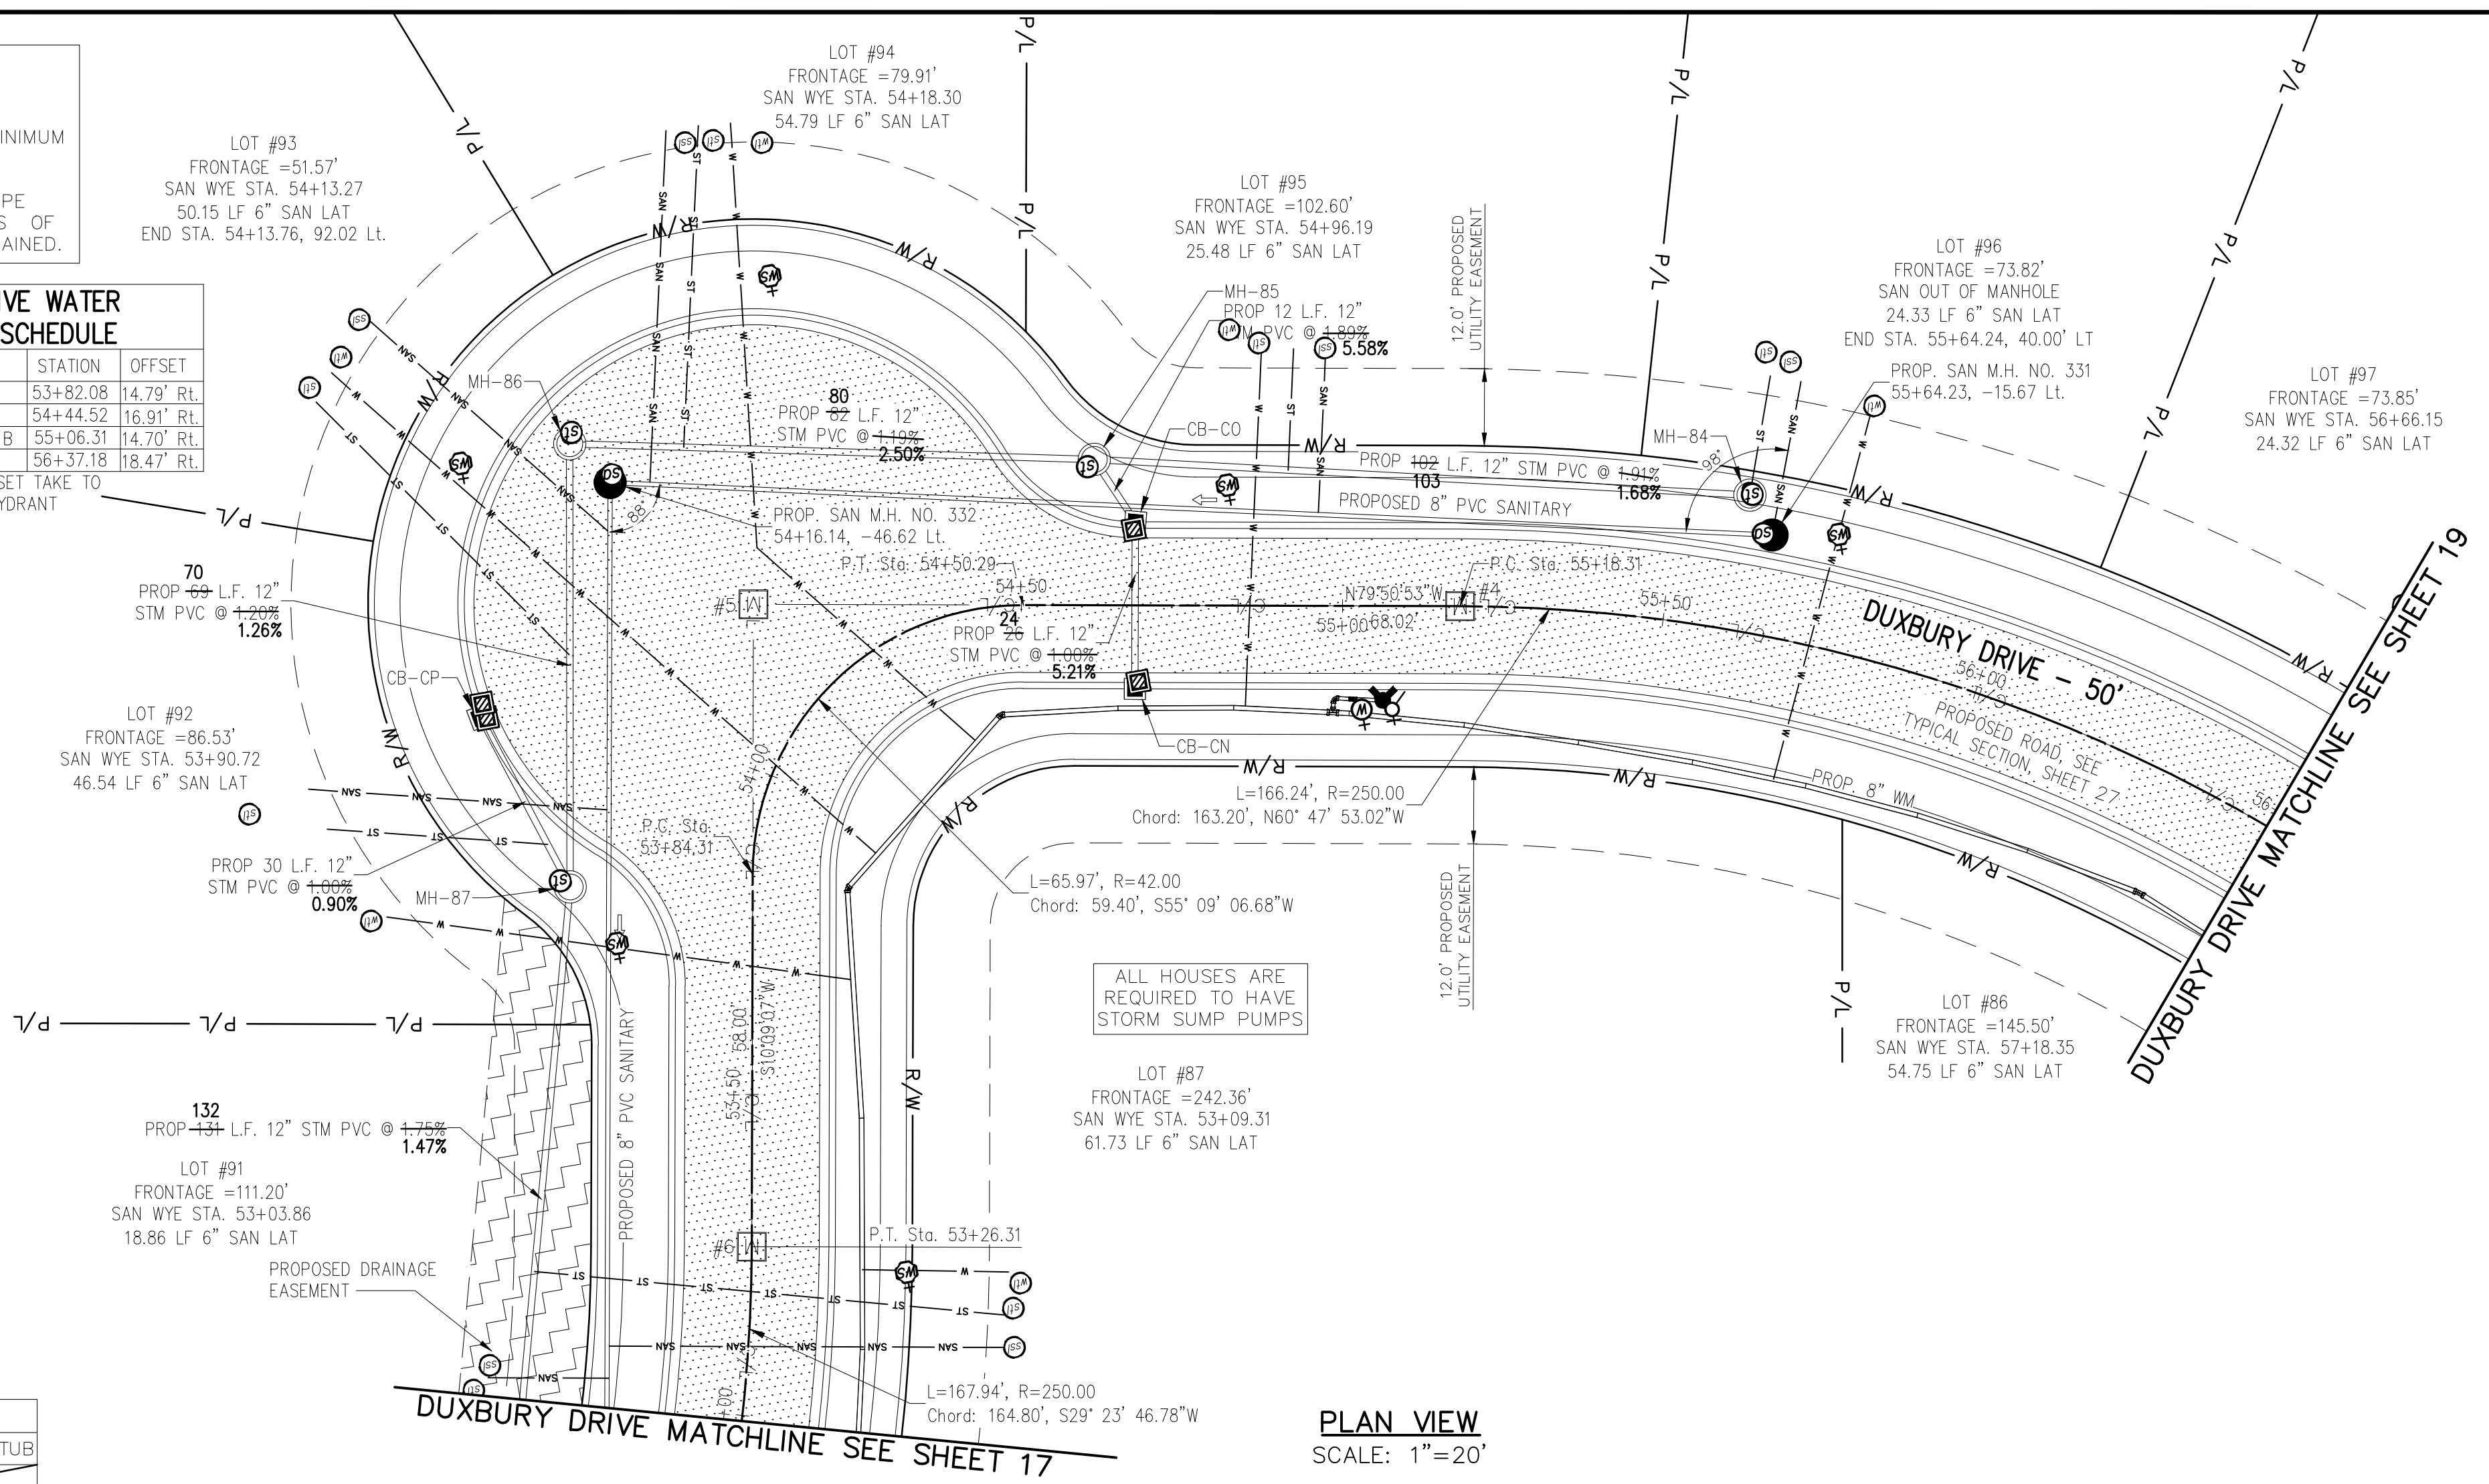 INIMUM
PE
S OF
AINED.
IVE WATER
SCHEDULE
STATION OFFSET
53+82.08 14.79' Rt.
54+44.52 16.91' Rt.
B 55+06.31 14.70' Rt.
56+37.18 18.47' Rt.
SET TAKE TO
YDRANT
LOT #93
FRONTAGE =51.57'
SAN WYE STA. 54+13.27
50.15 LF 6" SAN LAT
END STA. 54+13.76, 92.02 Lt.
LOT #94
FRONTAGE =79.91'
SAN WYE STA. 54+18.30
54.79 LF 6" SAN LAT
LOT #95
FRONTAGE =102.60'
SAN WYE STA. 54+96.19
25.48 LF 6" SAN LAT
MH-85
PROP 12 L.F. 12"
STM PVC @ 1.89%
5.58%
12.0' PROPOSED
UTILITY EASEMENT
LOT #96
FRONTAGE =73.82'
SAN OUT OF MANHOLE
24.33 LF 6" SAN LAT
END STA. 55+64.24, 40.00' LT
PROP. SAN M.H. NO. 331
55+64.23, -15.67 Lt.
LOT #97
FRONTAGE =73.85'
SAN WYE STA. 56+66.15
24.32 LF 6" SAN LAT
MH-86
80
PROP 82 L.F. 12"
STM PVC @ 1.19%
2.50%
CB-CO
MH-84
PROP 102 L.F. 12" STM PVC @ 1.91%
103
1.68%
98°
PROPOSED 8" PVC SANITARY
88°
PROP. SAN M.H. NO. 332
54+16.14, -46.62 Lt.
P.T. Sta. 54+50.29
54+50
P.C. Sta. 55+18.31
N79°50'53"W
68.02'
55+00
#4
#5
55+50
DUXBURY DRIVE - 50'
56+00
PROPOSED ROAD, SEE
TYPICAL SECTION, SHEET 27
DUXBURY DRIVE MATCHLINE SEE SHEET 19
70
PROP 69 L.F. 12"
STM PVC @ 1.20%
1.26%
24
PROP 26 L.F. 12"
STM PVC @ 1.00%
5.21%
CB-CP
CB-CN
LOT #92
FRONTAGE =86.53'
SAN WYE STA. 53+90.72
46.54 LF 6" SAN LAT
54+00
P.C. Sta.
53+84.31
L=166.24', R=250.00
Chord: 163.20', N60° 47' 53.02"W
PROP. 8" WM
PROP 30 L.F. 12"
STM PVC @ 1.00%
0.90%
MH-87
L=65.97', R=42.00
Chord: 59.40', S55° 09' 06.68"W
12.0' PROPOSED
UTILITY EASEMENT
ALL HOUSES ARE
REQUIRED TO HAVE
STORM SUMP PUMPS
LOT #86
FRONTAGE =145.50'
SAN WYE STA. 57+18.35
54.75 LF 6" SAN LAT
LOT #87
FRONTAGE =242.36'
SAN WYE STA. 53+09.31
61.73 LF 6" SAN LAT
PROPOSED 8" PVC SANITARY
53+50
58.00'
S10°09'07"W
132
PROP 131 L.F. 12" STM PVC @ 1.75%
1.47%
LOT #91
FRONTAGE =111.20'
SAN WYE STA. 53+03.86
18.86 LF 6" SAN LAT
#6
P.T. Sta. 53+26.31
PROPOSED DRAINAGE
EASEMENT
L=167.94', R=250.00
Chord: 164.80', S29° 23' 46.78"W
DUXBURY DRIVE MATCHLINE SEE SHEET 17
TUB
PLAN VIEW
SCALE: 1"=20'